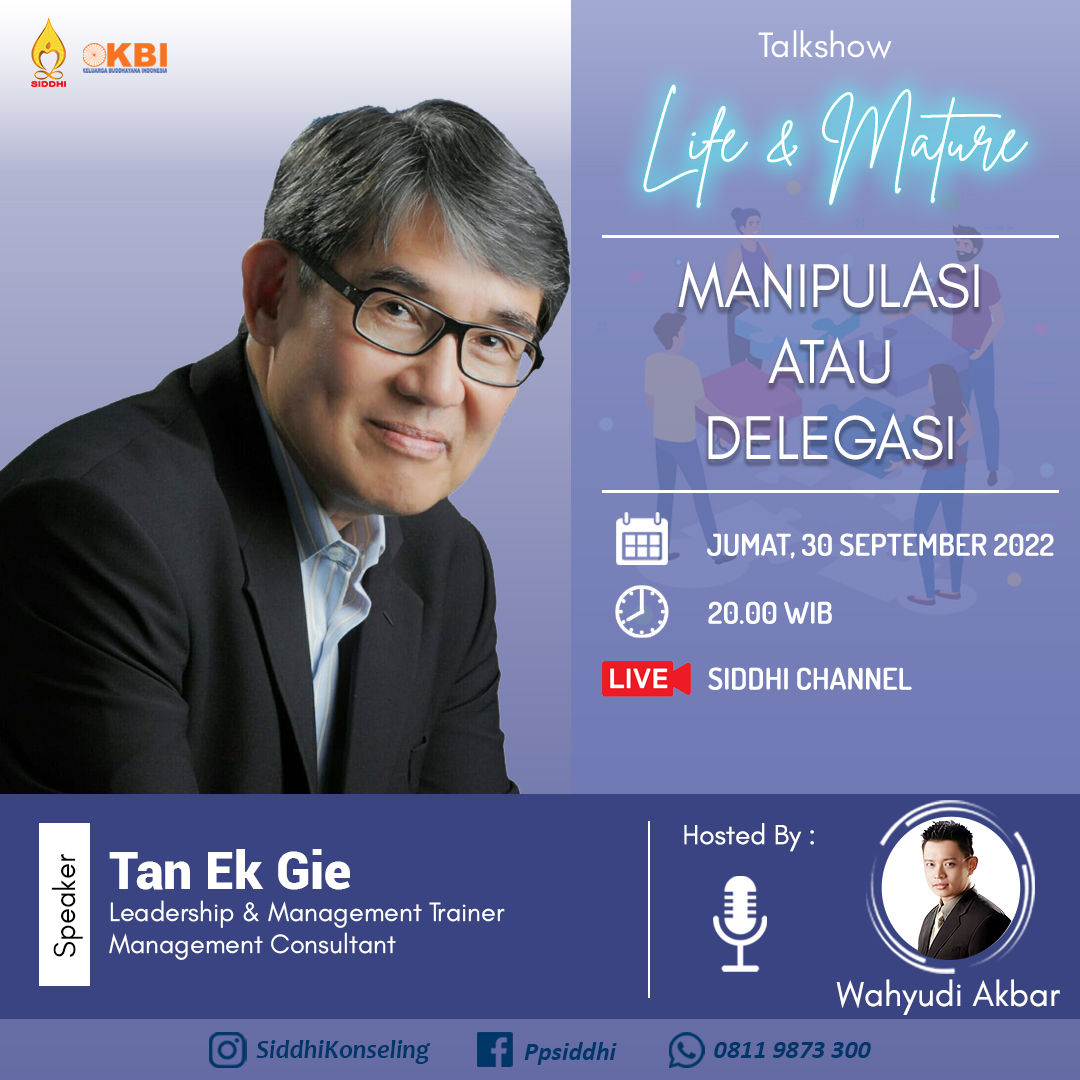 SIDDHI
KBI
KELUARGA BUDDHAYANA INDONESIA
Talkshow
Life & Mature
MANIPULASI
ATAU
DELEGASI
JUMAT, 30 SEPTEMBER 2022
20.00 WIB
LIVE
SIDDHI CHANNEL
Speaker
Tan Ek Gie
Leadership & Management Trainer
Management Consultant
Hosted By :
Wahyudi Akbar
SiddhiKonseling
Ppsiddhi
0811 9873 300